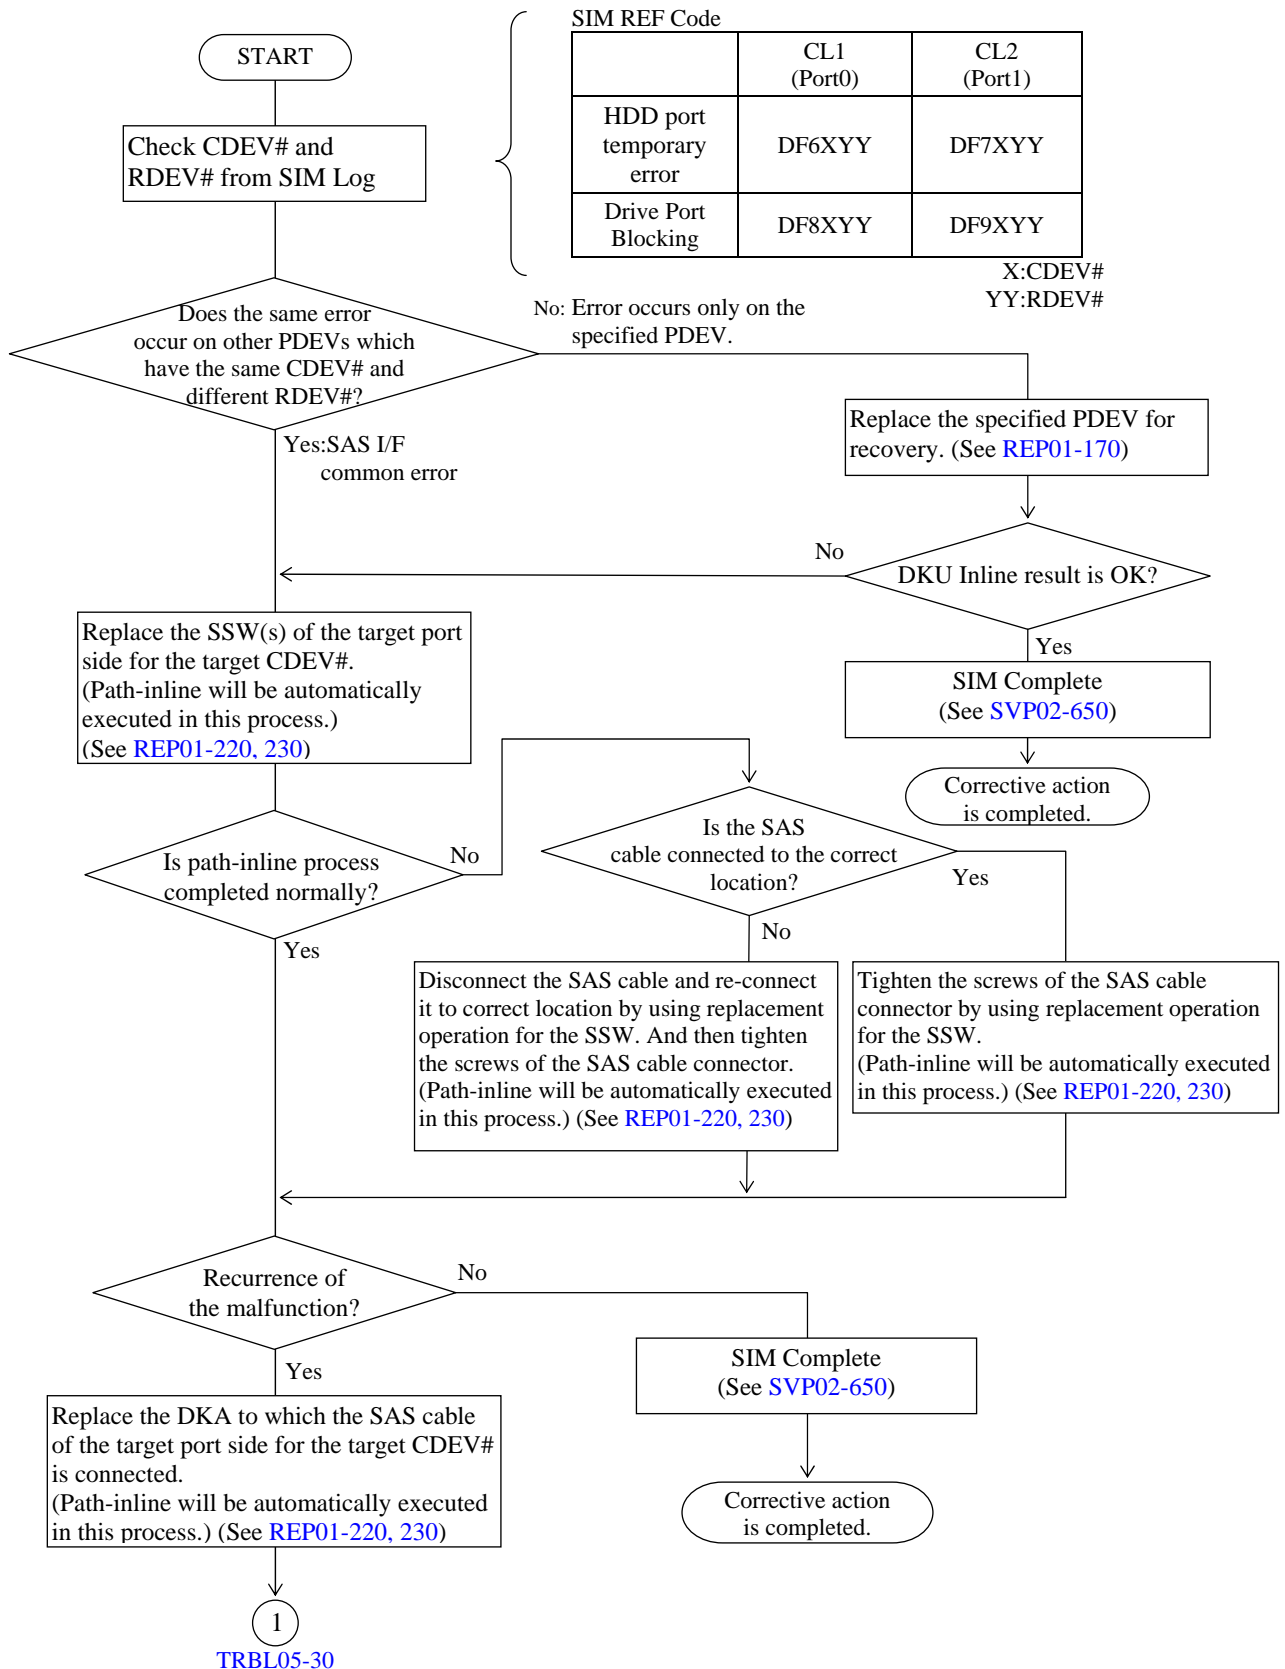 START
Check CDEV# and
RDEV# from SIM Log
SIM REF Code
CL1
(Port0)
CL2
(Port1)
HDD port
temporary
error
DF6XYY
DF7XYY
Drive Port
Blocking
DF8XYY
DF9XYY
X:CDEV#
YY:RDEV#
Does the same error
occur on other PDEVs which
have the same CDEV# and
different RDEV#?
No: Error occurs only on the
specified PDEV.
Yes:SAS I/F
common error
Replace the specified PDEV for
recovery. (See REP01-170)
DKU Inline result is OK?
No
Yes
SIM Complete
(See SVP02-650)
Corrective action
is completed.
Replace the SSW(s) of the target port
side for the target CDEV#.
(Path-inline will be automatically
executed in this process.)
(See REP01-220, 230)
Is path-inline process
completed normally?
No
Yes
Is the SAS
cable connected to the correct
location?
Yes
No
Disconnect the SAS cable and re-connect
it to correct location by using replacement
operation for the SSW. And then tighten
the screws of the SAS cable connector.
(Path-inline will be automatically executed
in this process.) (See REP01-220, 230)
Tighten the screws of the SAS cable
connector by using replacement operation
for the SSW.
(Path-inline will be automatically executed
in this process.) (See REP01-220, 230)
Recurrence of
the malfunction?
No
Yes
SIM Complete
(See SVP02-650)
Corrective action
is completed.
Replace the DKA to which the SAS cable
of the target port side for the target CDEV#
is connected.
(Path-inline will be automatically executed
in this process.) (See REP01-220, 230)
1
TRBL05-30